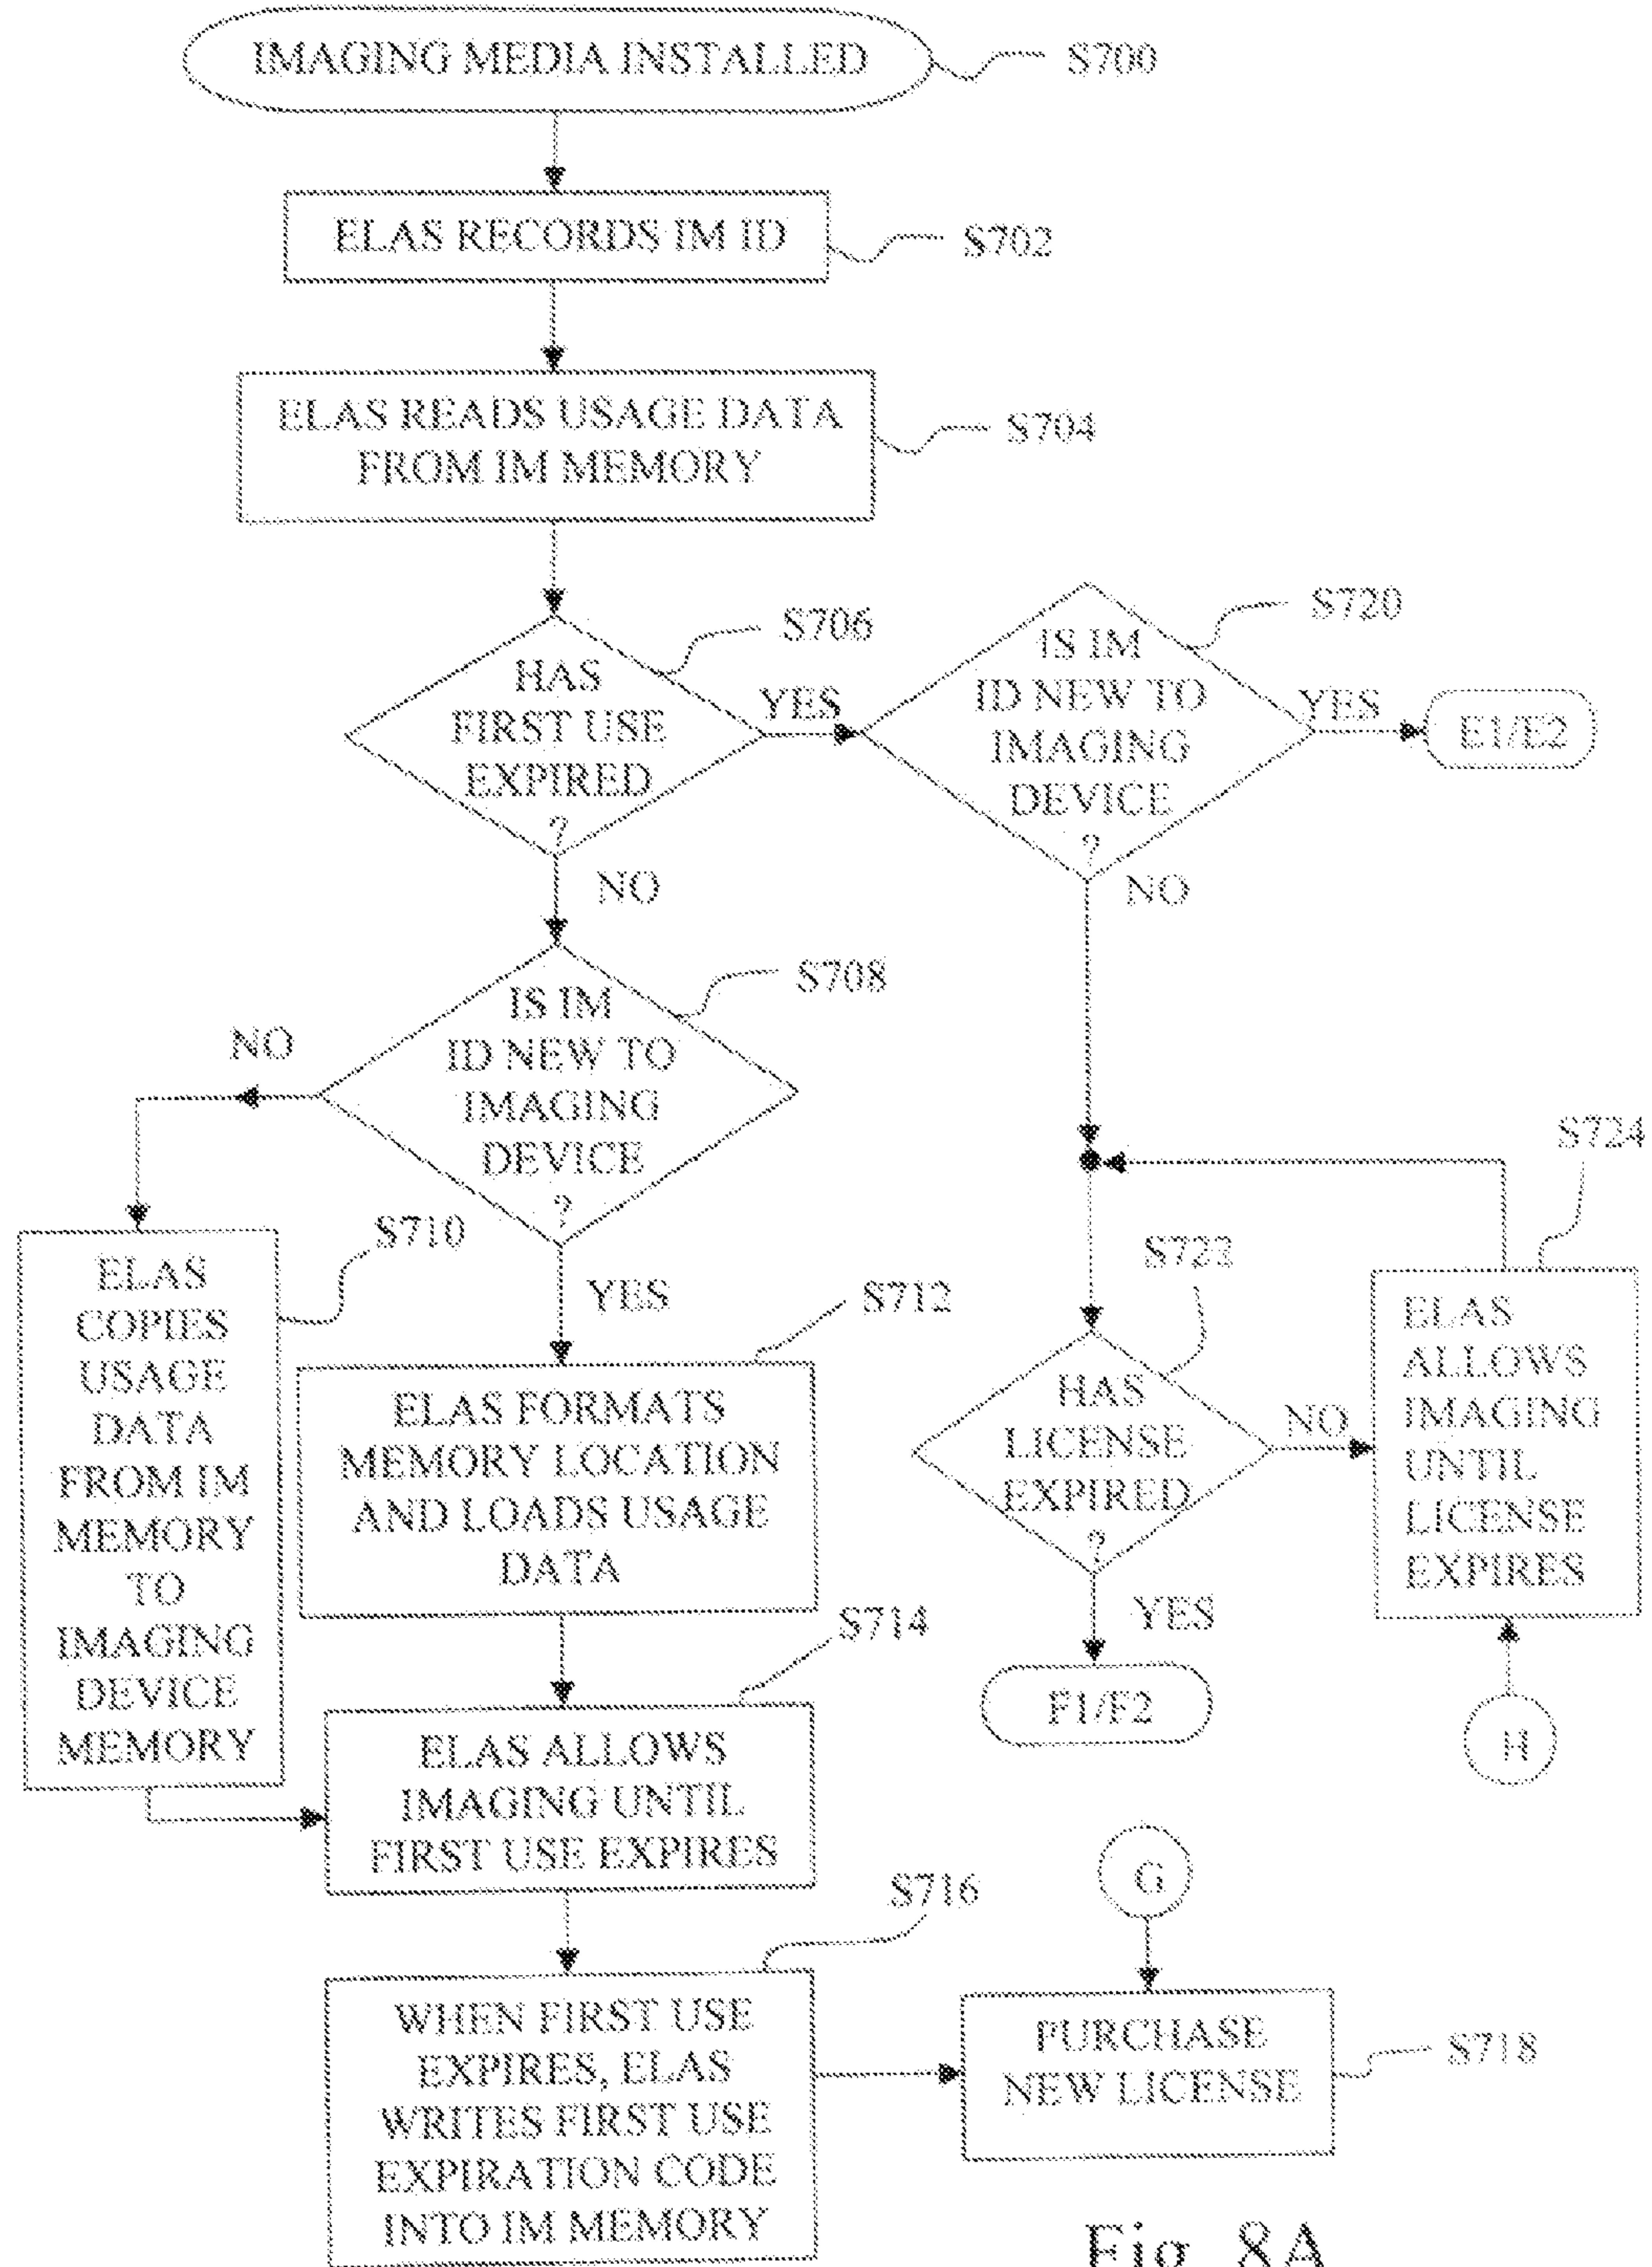 IMAGING MEDIA INSTALLED
S700
ELAS RECORDS IM ID
S702
ELAS READS USAGE DATA
FROM IM MEMORY
S704
HAS
FIRST USE
EXPIRED
?
S706
YES
NO
IS IM
ID NEW TO
IMAGING
DEVICE
?
S720
YES
E1/E2
NO
IS IM
ID NEW TO
IMAGING
DEVICE
?
S708
NO
YES
ELAS
COPIES
USAGE
DATA
FROM IM
MEMORY
TO
IMAGING
DEVICE
MEMORY
S710
ELAS FORMATS
MEMORY LOCATION
AND LOADS USAGE
DATA
S712
HAS
LICENSE
EXPIRED
?
S722
NO
YES
ELAS
ALLOWS
IMAGING
UNTIL
LICENSE
EXPIRES
S724
F1/F2
H
ELAS ALLOWS
IMAGING UNTIL
FIRST USE EXPIRES
S714
G
WHEN FIRST USE
EXPIRES, ELAS
WRITES FIRST USE
EXPIRATION CODE
INTO IM MEMORY
S716
PURCHASE
NEW LICENSE
S718
Fig. 8A